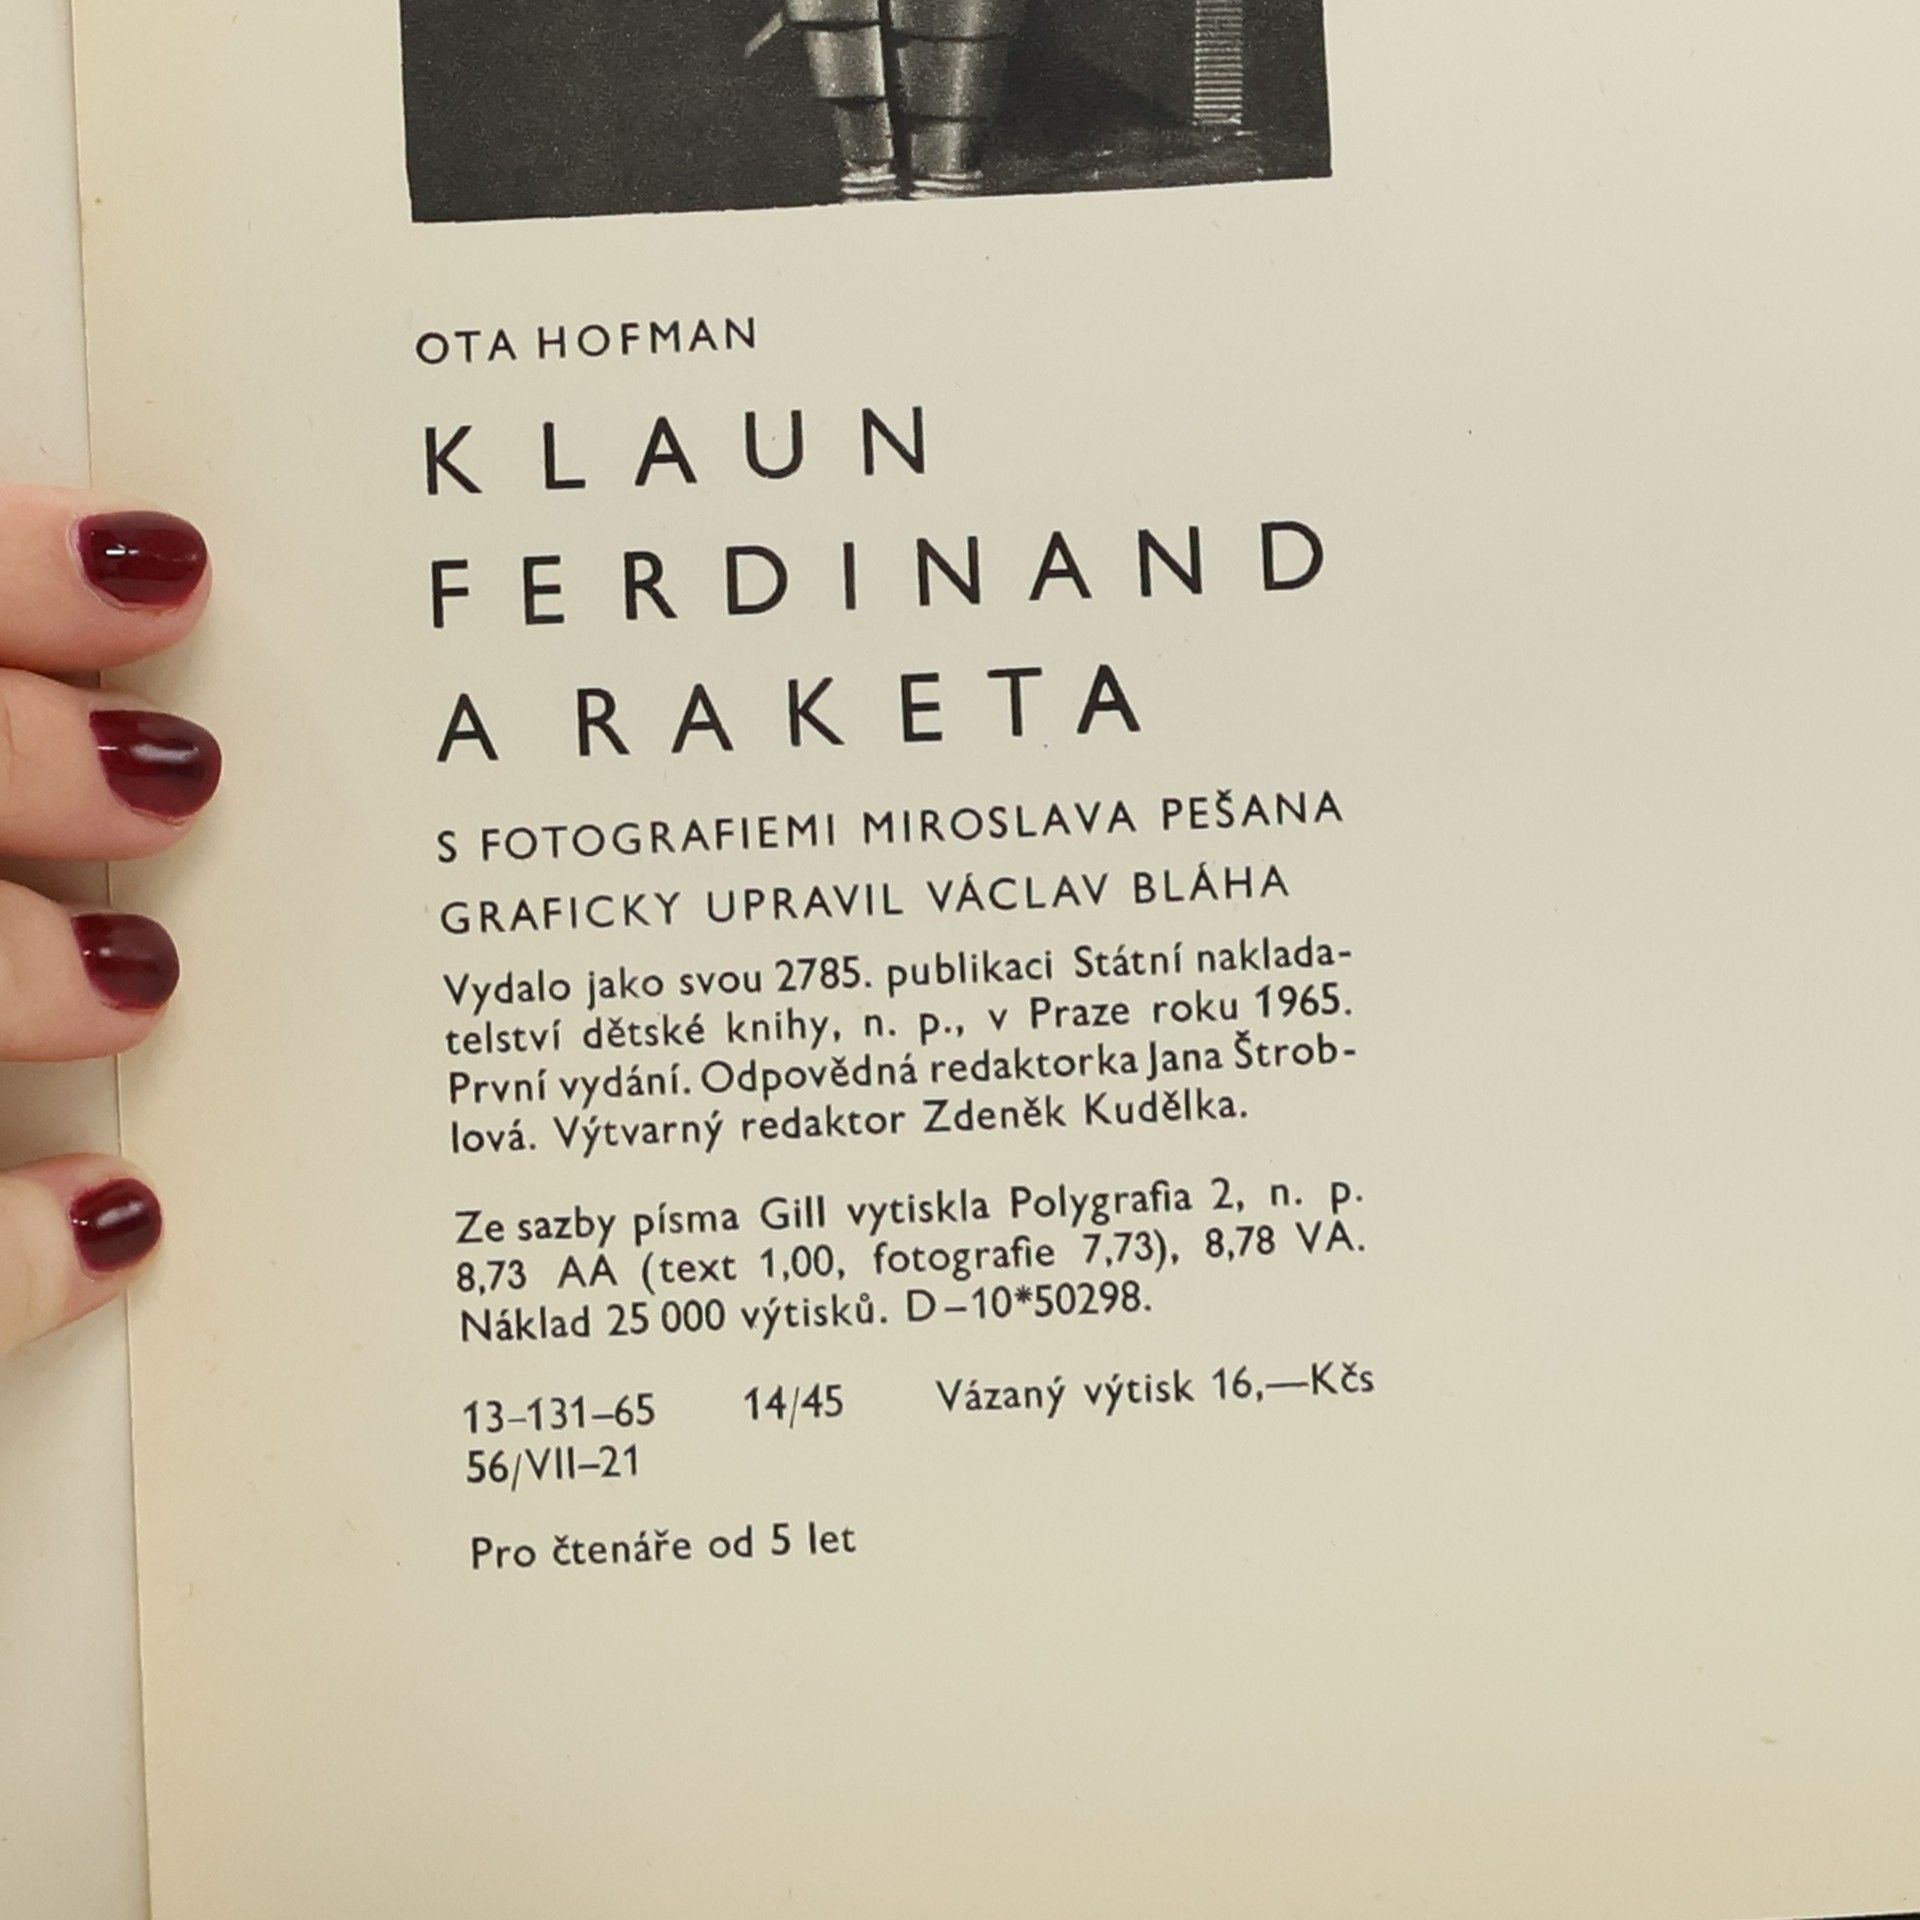 OTA HOFMAN
KLAUN
FERDINAND
A RAKETA
S FOTOGRAFIEMI MIROSLAVA PEŠANA
GRAFICKY UPRAVIL VÁCLAV BLÁHA
Vydalo jako svou 2785. publikaci Státní naklada-
telství dětské knihy, n. p., v Praze roku 1965.
První vydání. Odpovědná redaktorka Jana Štrob-
lová. Výtvarný redaktor Zdeněk Kudělka.
Ze sazby písma Gill vytiskla Polygrafia 2, n. p.
8,73 AA (text 1,00, fotografie 7,73), 8,78 VA.
Náklad 25 000 výtisků. D–10*50298.
13–131–65 14/45 Vázaný výtisk 16,—Kčs
56/VII–21
Pro čtenáře od 5 let